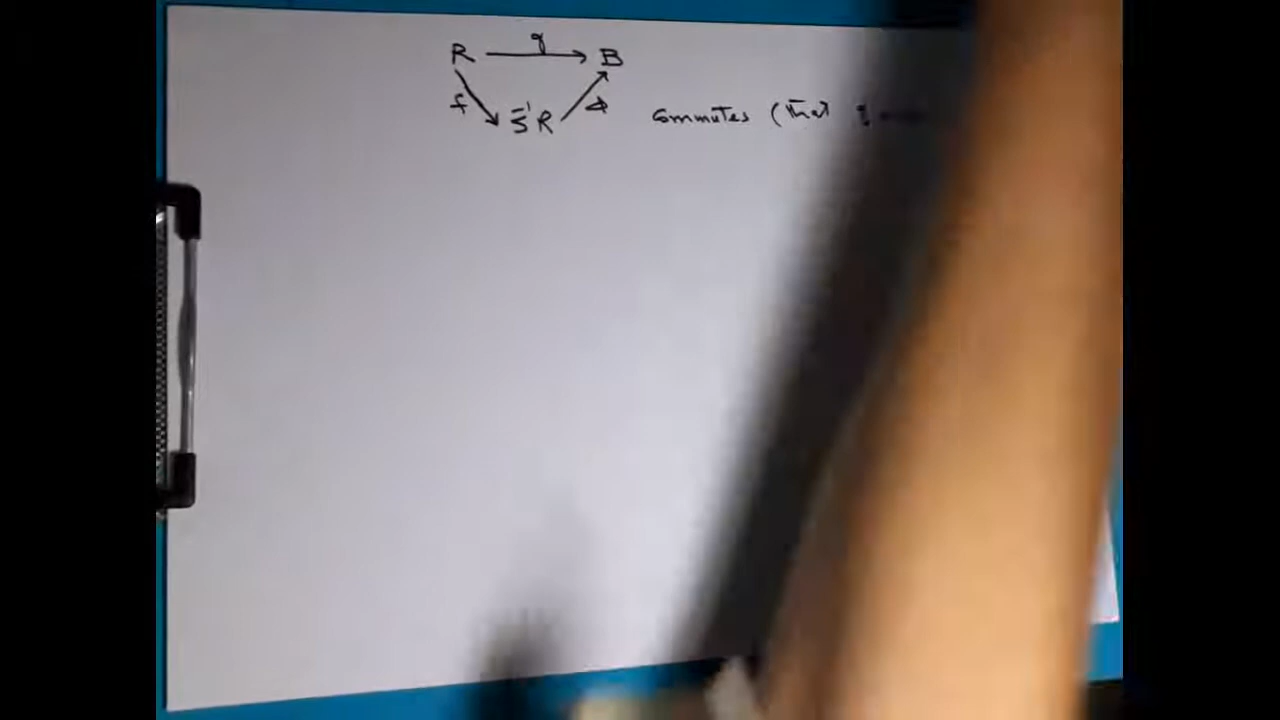 R g B
f S⁻¹R
commutes (that